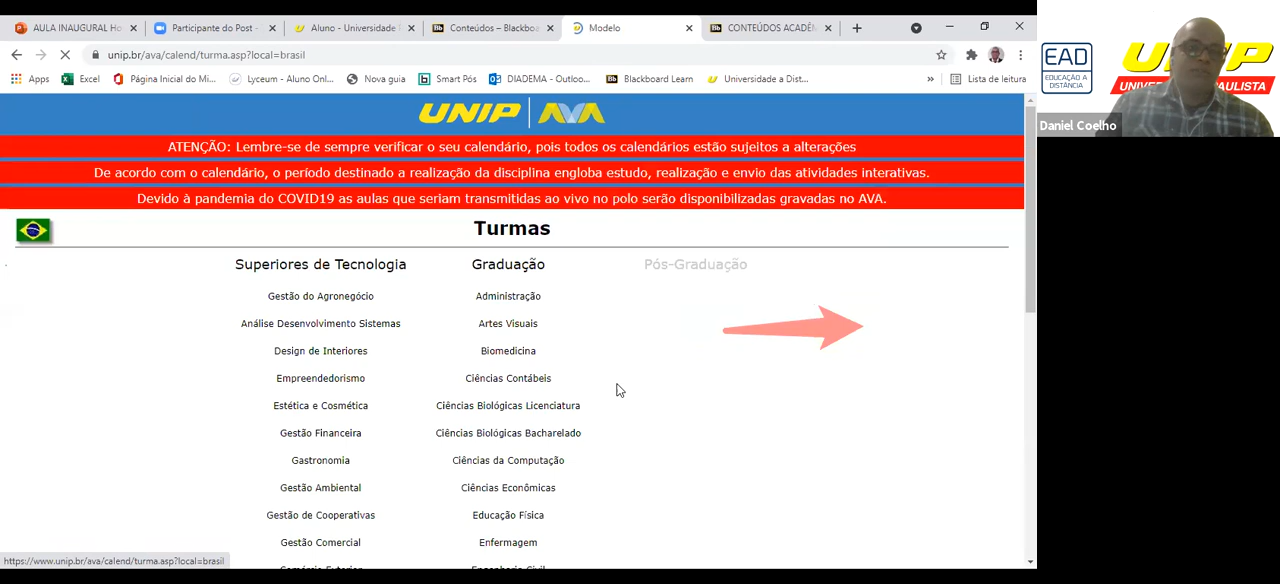 AULA INAUGURAL Ho
Participante do Post -
Aluno - Universidade
Conteúdos – Blackboa
Modelo
CONTEÚDOS ACADÊM
unip.br/ava/calend/turma.asp?local=brasil
Apps
Excel
Página Inicial do Mi...
Lyceum - Aluno Onl...
Nova guia
Smart Pós
DIADEMA - Outloo...
Bb
Blackboard Learn
Universidade a Dist...
»
Lista de leitura
UNIP AVA
ATENÇÃO: Lembre-se de sempre verificar o seu calendário, pois todos os calendários estão sujeitos a alterações
De acordo com o calendário, o período destinado a realização da disciplina engloba estudo, realização e envio das atividades interativas.
Devido à pandemia do COVID19 as aulas que seriam transmitidas ao vivo no polo serão disponibilizadas gravadas no AVA.
Turmas
Superiores de Tecnologia
Gestão do Agronegócio
Análise Desenvolvimento Sistemas
Design de Interiores
Empreendedorismo
Estética e Cosmética
Gestão Financeira
Gastronomia
Gestão Ambiental
Gestão de Cooperativas
Gestão Comercial
Comércio Exterior
Graduação
Administração
Artes Visuais
Biomedicina
Ciências Contábeis
Ciências Biológicas Licenciatura
Ciências Biológicas Bacharelado
Ciências da Computação
Ciências Econômicas
Educação Física
Enfermagem
Engenharia Civil
Pós-Graduação
https://www.unip.br/ava/calend/turma.asp?local=brasil
EAD
EDUCAÇÃO A
DISTÂNCIA
Daniel Coelho